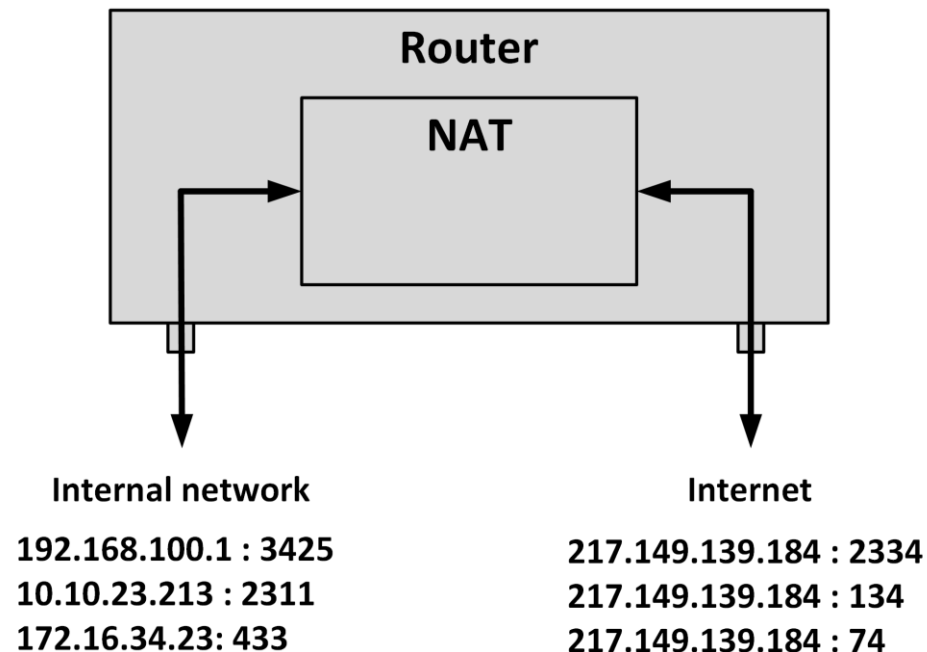 Router
NAT
Internal network
192.168.100.1 : 3425
10.10.23.213 : 2311
172.16.34.23: 433
Internet
217.149.139.184 : 2334
217.149.139.184 : 134
217.149.139.184 : 74